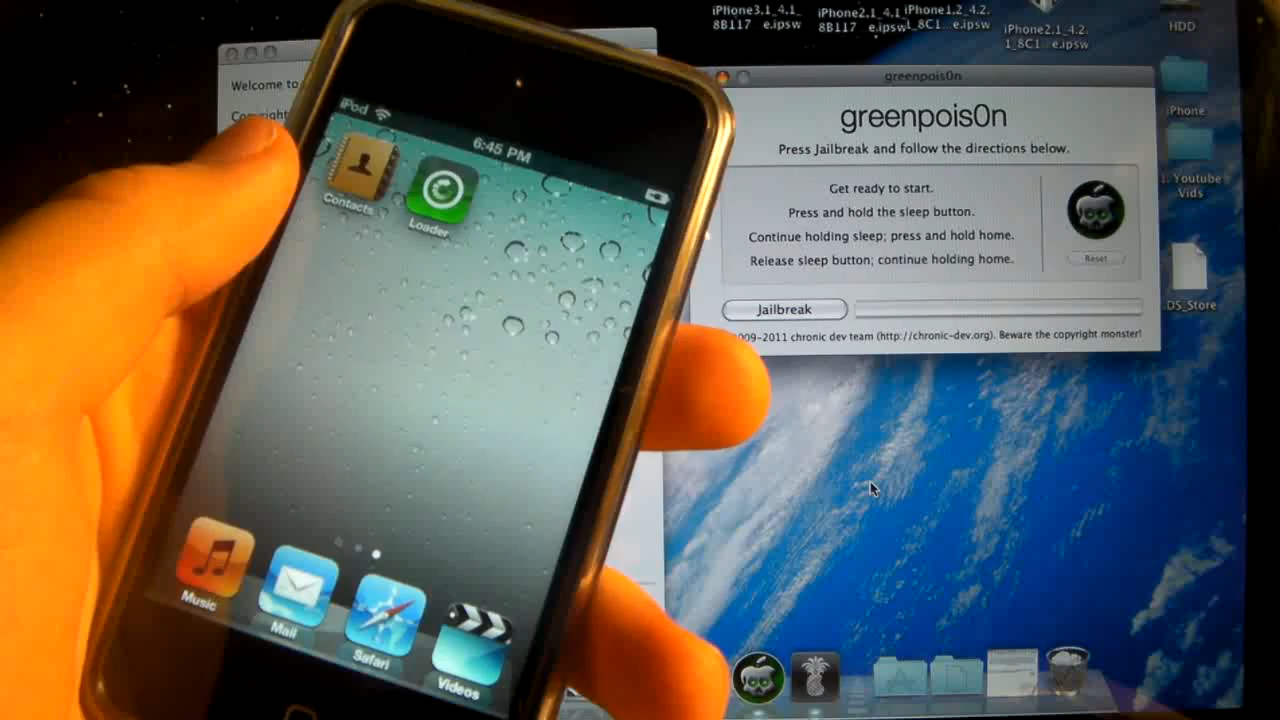 iPod
6:45 PM
Contacts
Loader
Music
Mail
Safari
Videos
Welcome to
Copyright
iPhone3,1_4.1_
8B117 e.ipsw
iPhone2,1_4.1_
8B117 e.ipsw
iPhone1,2_4.2.
1_8C1... e.ipsw
iPhone2,1_4.2.
1_8C1... e.ipsw
HDD
iPhone
1. Youtube
Vids
.DS_Store
greenpois0n
greenpois0n
Press Jailbreak and follow the directions below.
Get ready to start.
Press and hold the sleep button.
Continue holding sleep; press and hold home.
Release sleep button; continue holding home.
Reset
Jailbreak
009-2011 chronic dev team (http://chronic-dev.org). Beware the copyright monster!